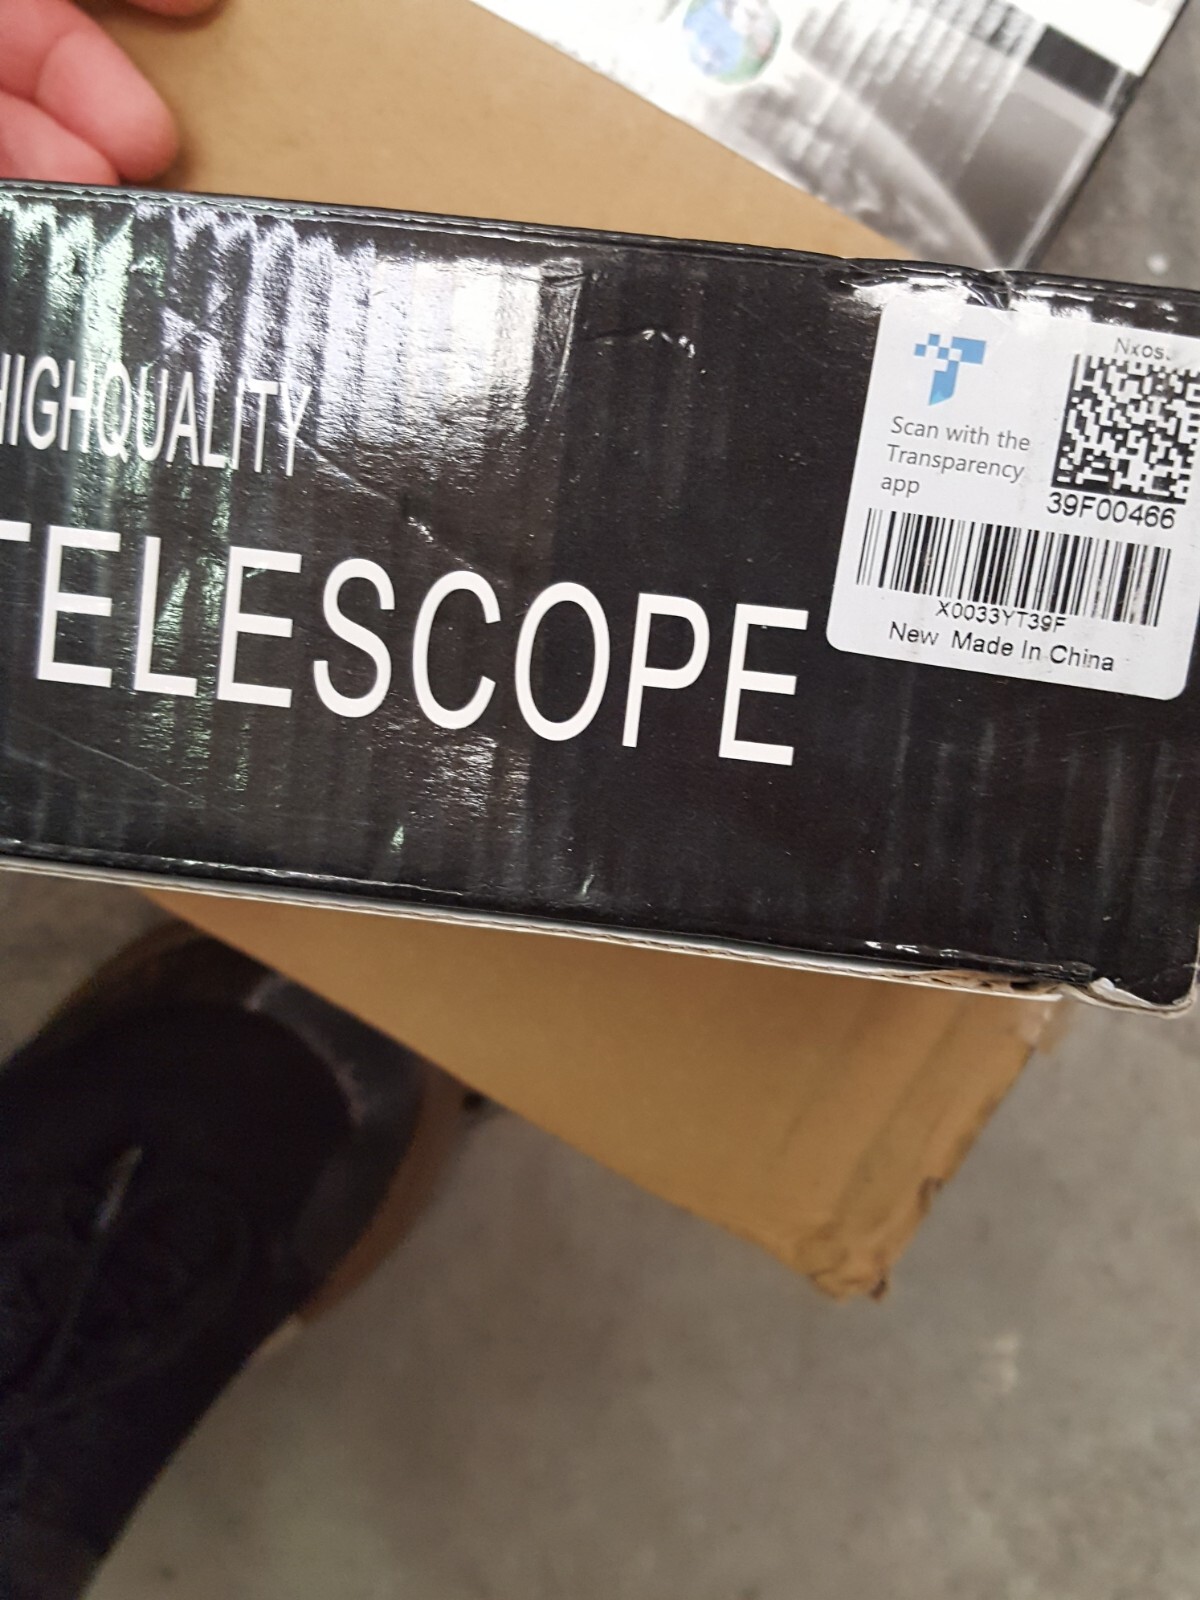 HIGHQUALITY
TELESCOPE
Scan with the
Transparency
app
39F00466
X0033YT39F
New Made In China